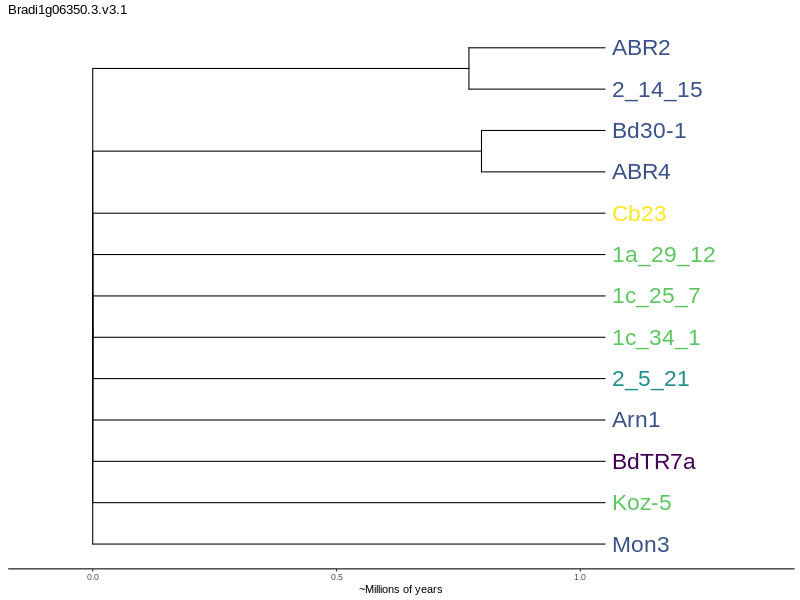 Bradi1g06350.3.v3.1
ABR2
2_14_15
Bd30-1
ABR4
Cb23
1a_29_12
1c_25_7
1c_34_1
2_5_21
Arn1
BdTR7a
Koz-5
Mon3
0.0 0.5 1.0
~Millions of years